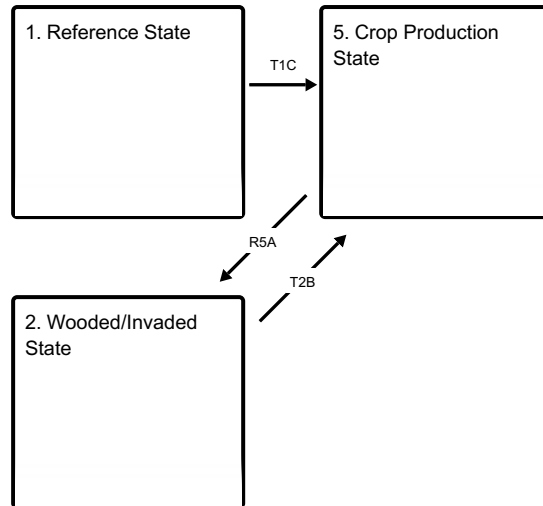 1. Reference State
5. Crop Production
State
T1C
R5A
T2B
2. Wooded/Invaded
State